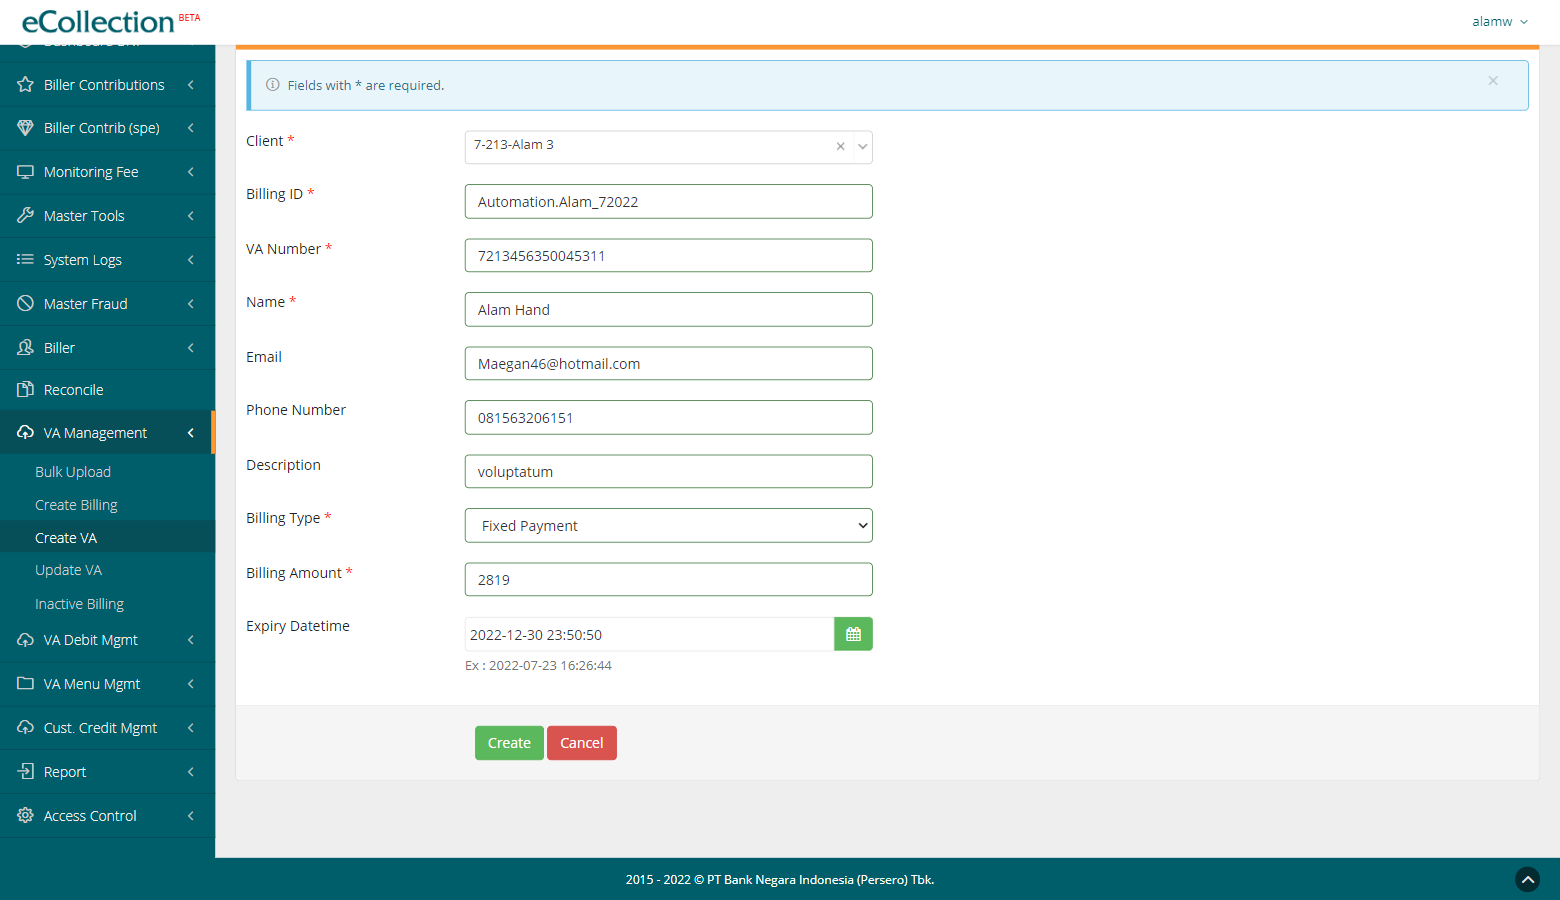 eCollection BETA
alamw
Biller Contributions
Biller Contrib (spe)
Monitoring Fee
Master Tools
System Logs
Master Fraud
Biller
Reconcile
VA Management
Bulk Upload
Create Billing
Create VA
Update VA
Inactive Billing
VA Debit Mgmt
VA Menu Mgmt
Cust. Credit Mgmt
Report
Access Control
Fields with * are required.
Client * 7-213-Alam 3
Billing ID * Automation.Alam_72022
VA Number * 7213456350045311
Name * Alam Hand
Email Maegan46@hotmail.com
Phone Number 081563206151
Description voluptatum
Billing Type * Fixed Payment
Billing Amount * 2819
Expiry Datetime 2022-12-30 23:50:50
Ex : 2022-07-23 16:26:44
Create Cancel
2015 - 2022 © PT Bank Negara Indonesia (Persero) Tbk.